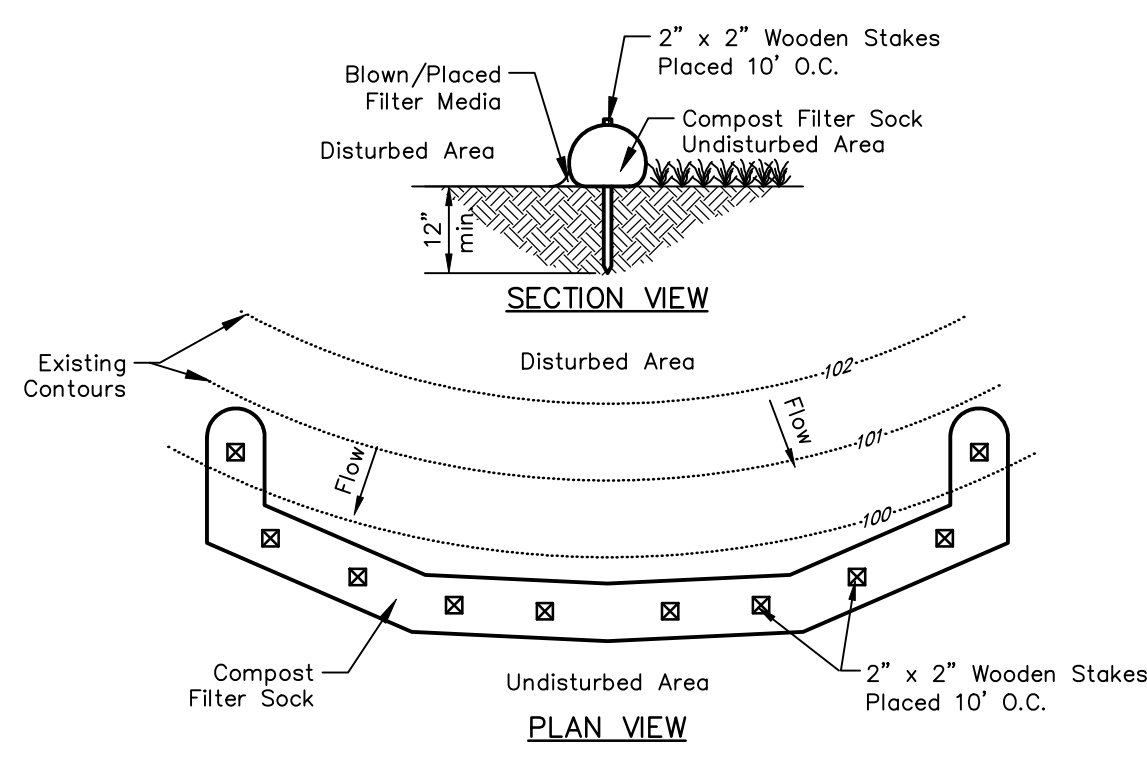 2" x 2" Wooden Stakes
Placed 10' O.C.
Blown/Placed
Filter Media
Compost Filter Sock
Undisturbed Area
Disturbed Area
12"
min.
SECTION VIEW
Existing
Contours
Disturbed Area
102
Flow
101
Flow
100
Compost
Filter Sock
Undisturbed Area
2" x 2" Wooden Stakes
Placed 10' O.C.
PLAN VIEW